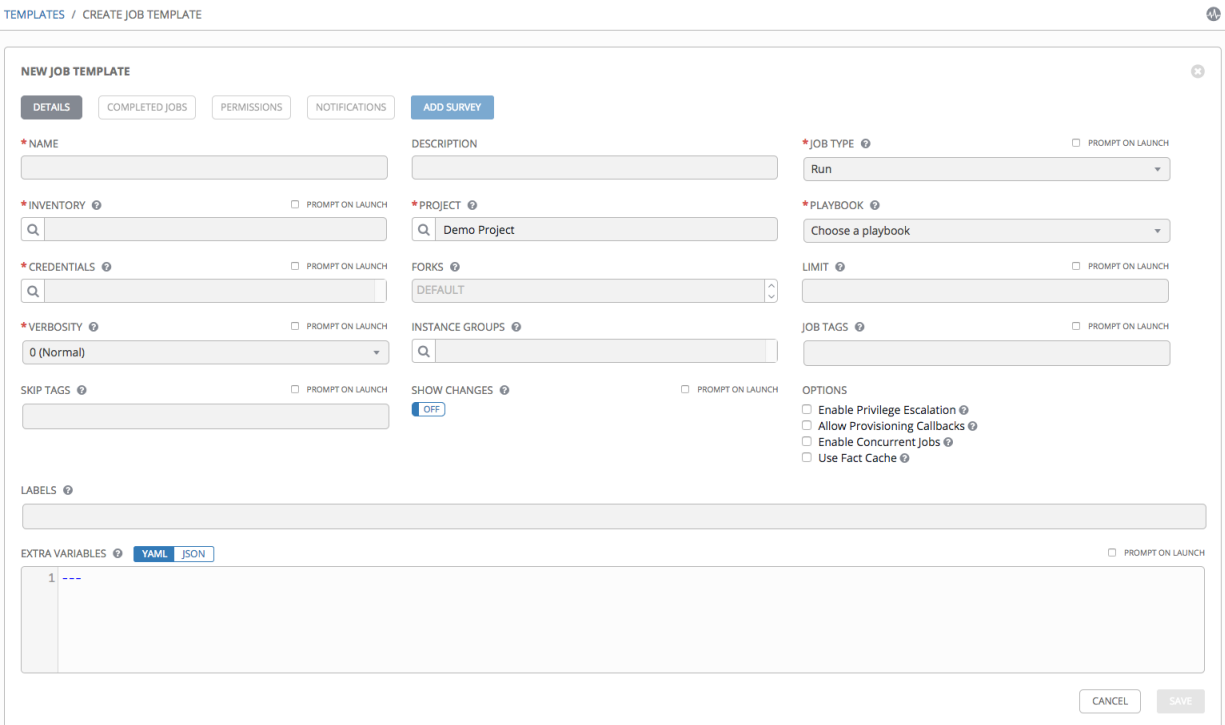 TEMPLATES / CREATE JOB TEMPLATE
NEW JOB TEMPLATE
DETAILS COMPLETED JOBS PERMISSIONS NOTIFICATIONS ADD SURVEY
* NAME DESCRIPTION * JOB TYPE ? PROMPT ON LAUNCH
Run
* INVENTORY ? PROMPT ON LAUNCH * PROJECT ? * PLAYBOOK ?
Demo Project Choose a playbook
* CREDENTIALS ? PROMPT ON LAUNCH FORKS ? LIMIT ? PROMPT ON LAUNCH
DEFAULT
* VERBOSITY ? PROMPT ON LAUNCH INSTANCE GROUPS ? JOB TAGS ? PROMPT ON LAUNCH
0 (Normal)
SKIP TAGS ? PROMPT ON LAUNCH SHOW CHANGES ? PROMPT ON LAUNCH OPTIONS
OFF Enable Privilege Escalation ?
Allow Provisioning Callbacks ?
Enable Concurrent Jobs ?
Use Fact Cache ?
LABELS ?
EXTRA VARIABLES ? YAML JSON PROMPT ON LAUNCH
1 ---
CANCEL SAVE